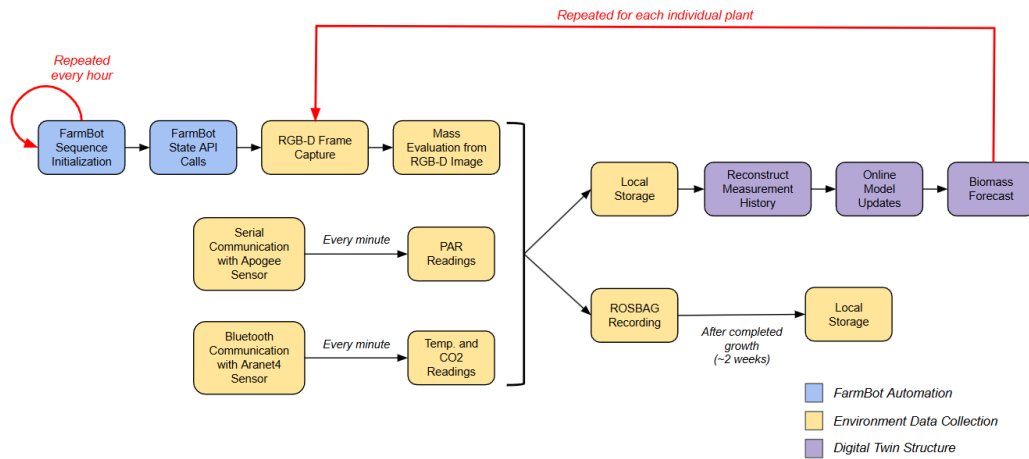 Repeated for each individual plant
Repeated
every hour
FarmBot
Sequence
Initialization
FarmBot
State API
Calls
RGB-D Frame
Capture
Mass
Evaluation from
RGB-D Image
Local
Storage
Reconstruct
Measurement
History
Online
Model
Updates
Biomass
Forecast
Serial
Communication
with Apogee
Sensor
Every minute
PAR
Readings
Bluetooth
Communication
with Aranet4
Sensor
Every minute
Temp. and
CO2
Readings
ROSBAG
Recording
After completed
growth
(~2 weeks)
Local
Storage
FarmBot Automation
Environment Data Collection
Digital Twin Structure